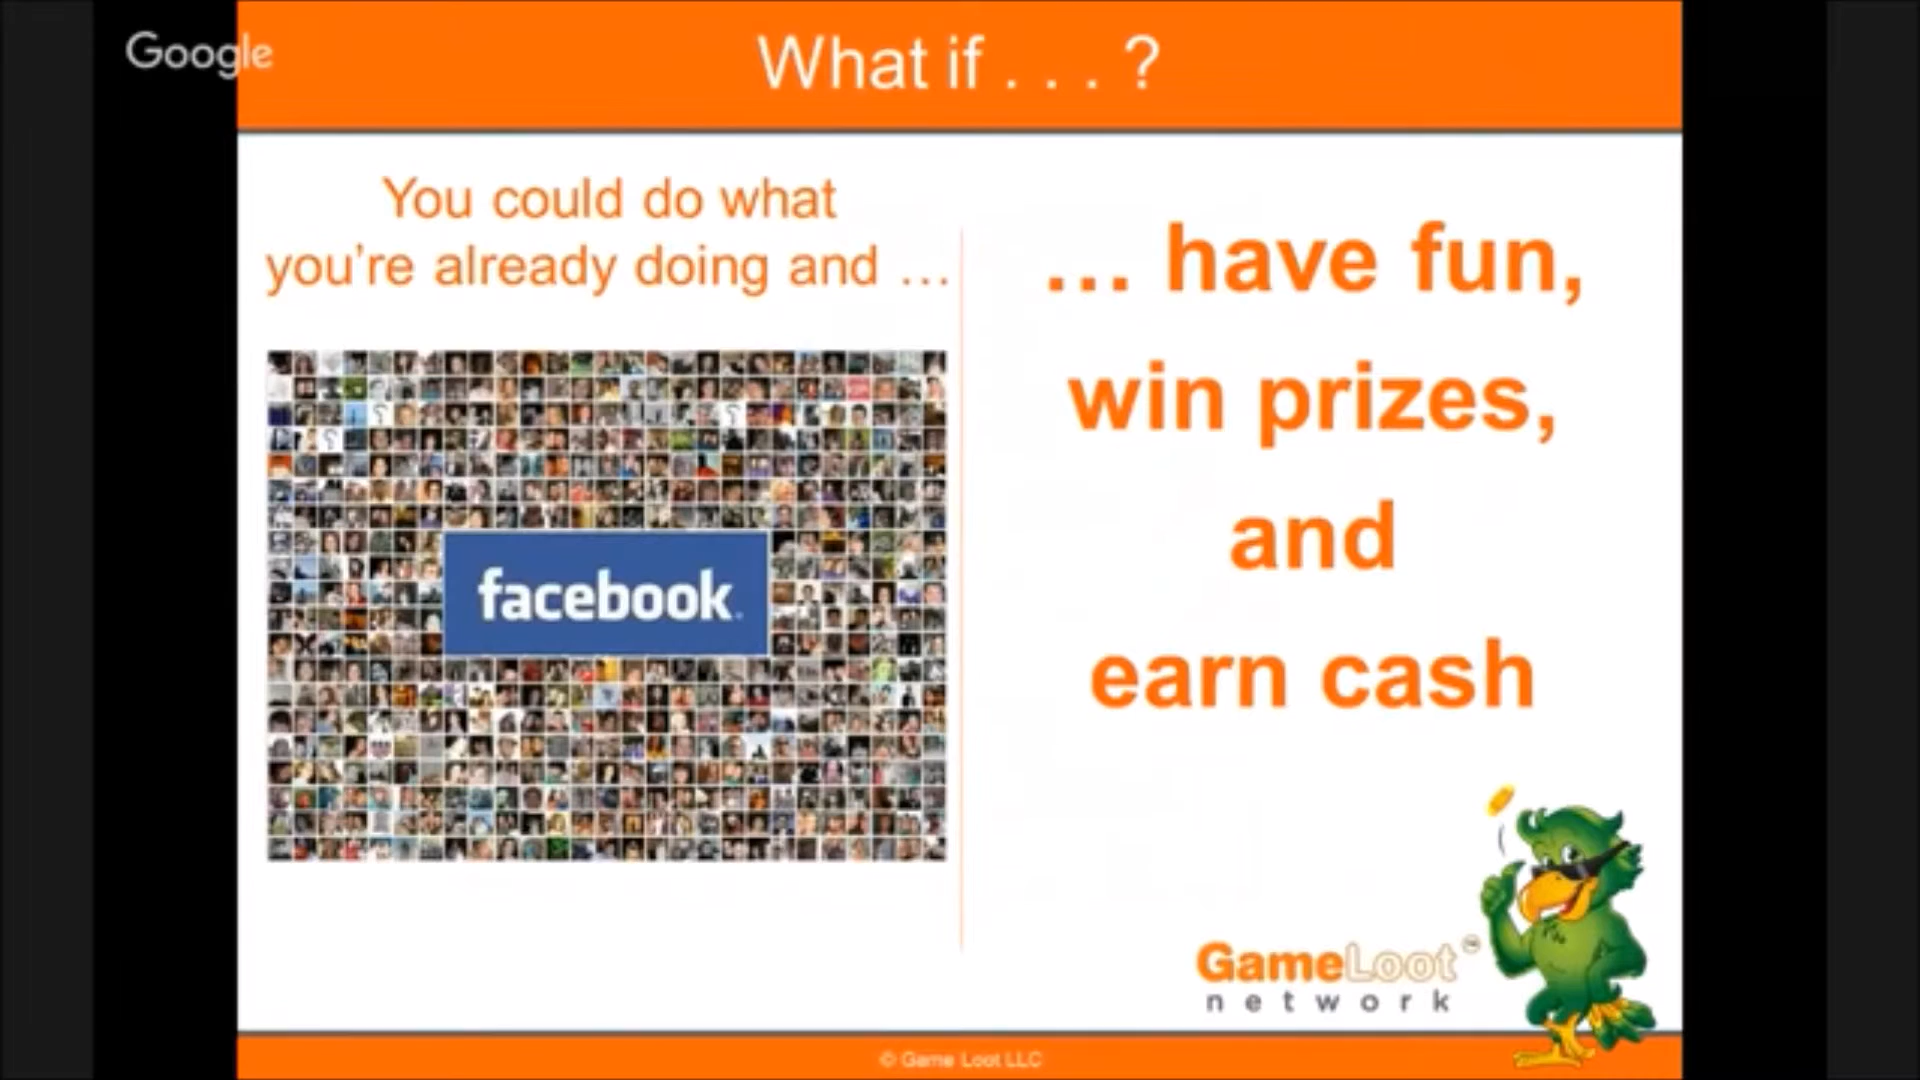 Google
What if . . . ?
You could do what
you're already doing and ...
facebook
... have fun,
win prizes,
and
earn cash
GameLoot
network
© Game Loot LLC